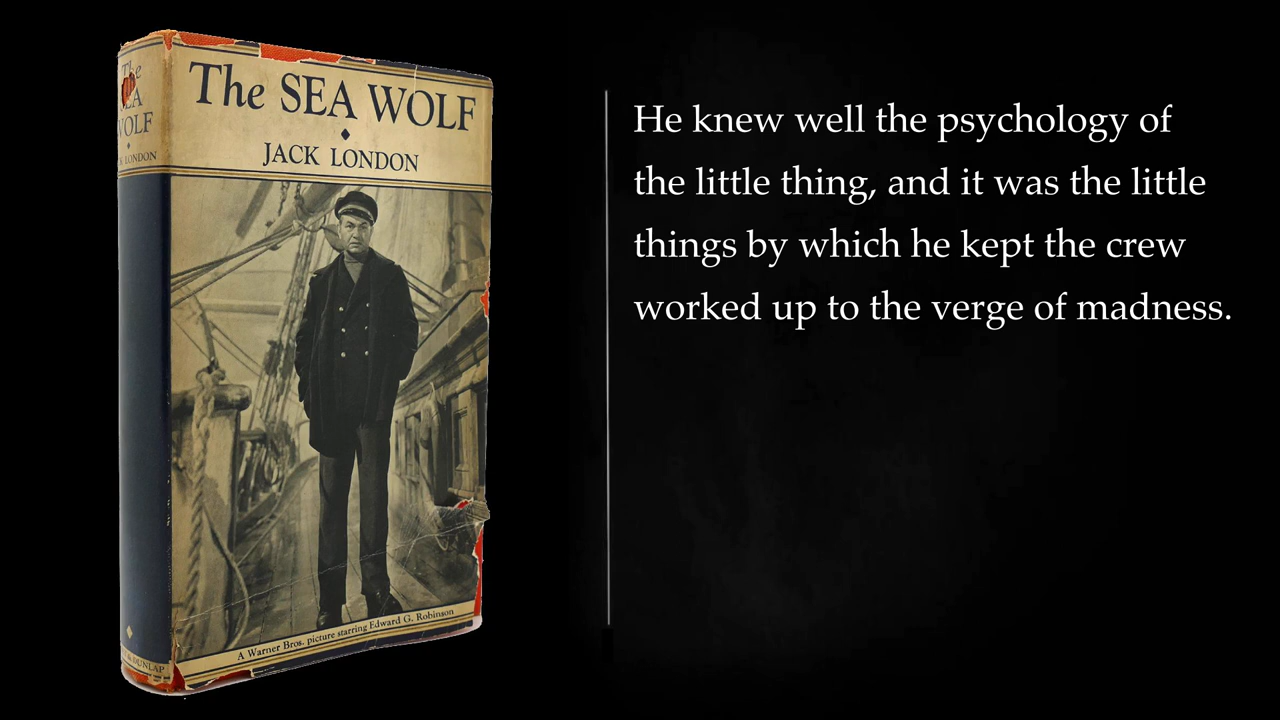 The
SEA
WOLF
LONDON
The SEA WOLF
JACK LONDON
A Warner Bros. picture starring Edward G. Robinson
DUNLAP
He knew well the psychology of
the little thing, and it was the little
things by which he kept the crew
worked up to the verge of madness.